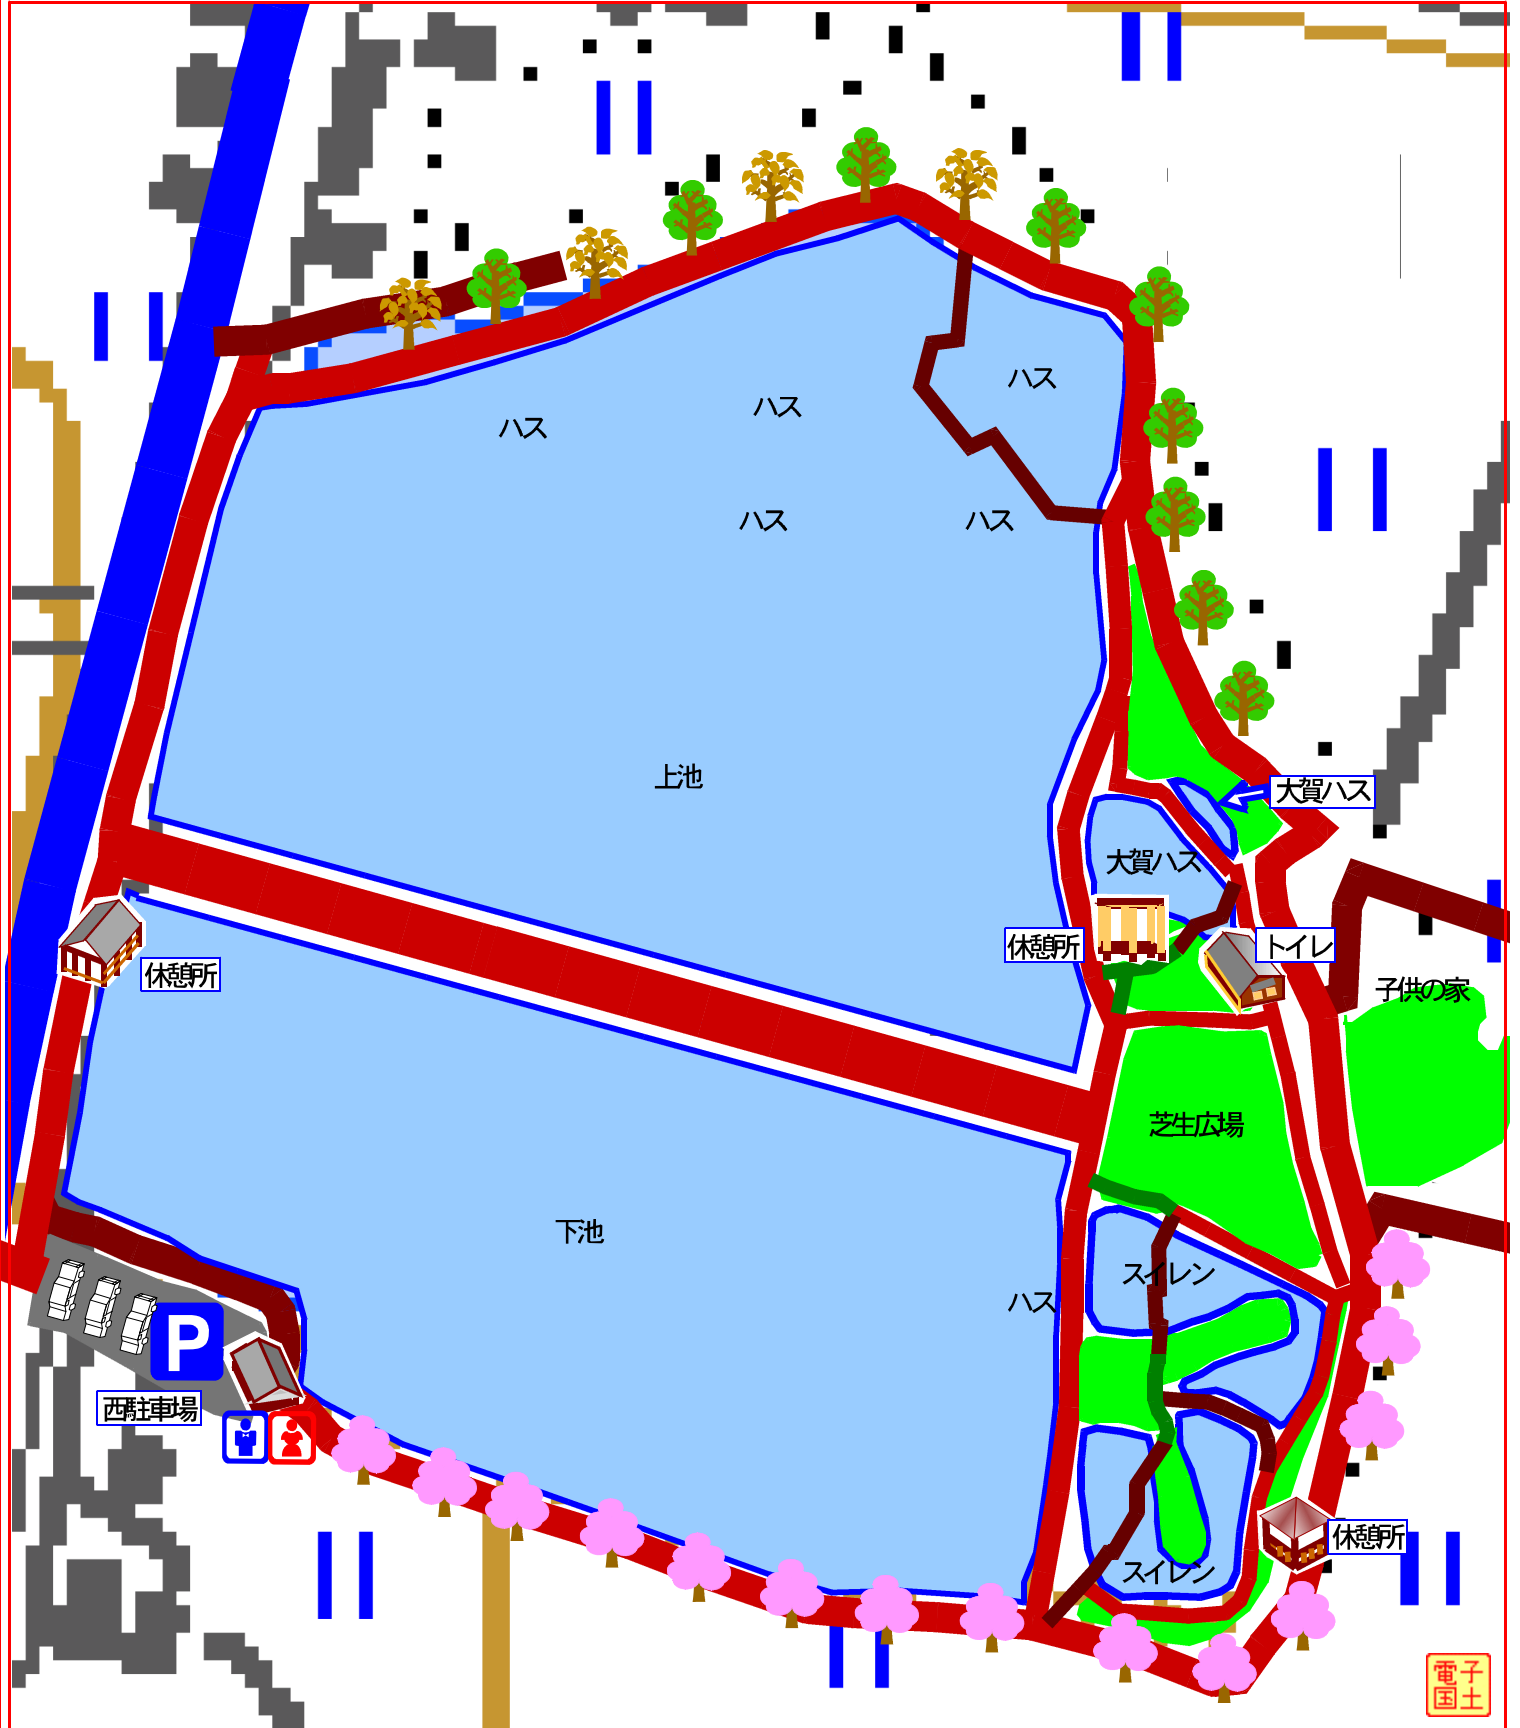 ハス
ハス
ハス
ハス
ハス
上池
大賀ハス
大賀ハス
休憩所
トイレ
休憩所
子供の家
芝生広場
下池
スイレン
ハス
P
西駐車場
休憩所
スイレン
電子
国土